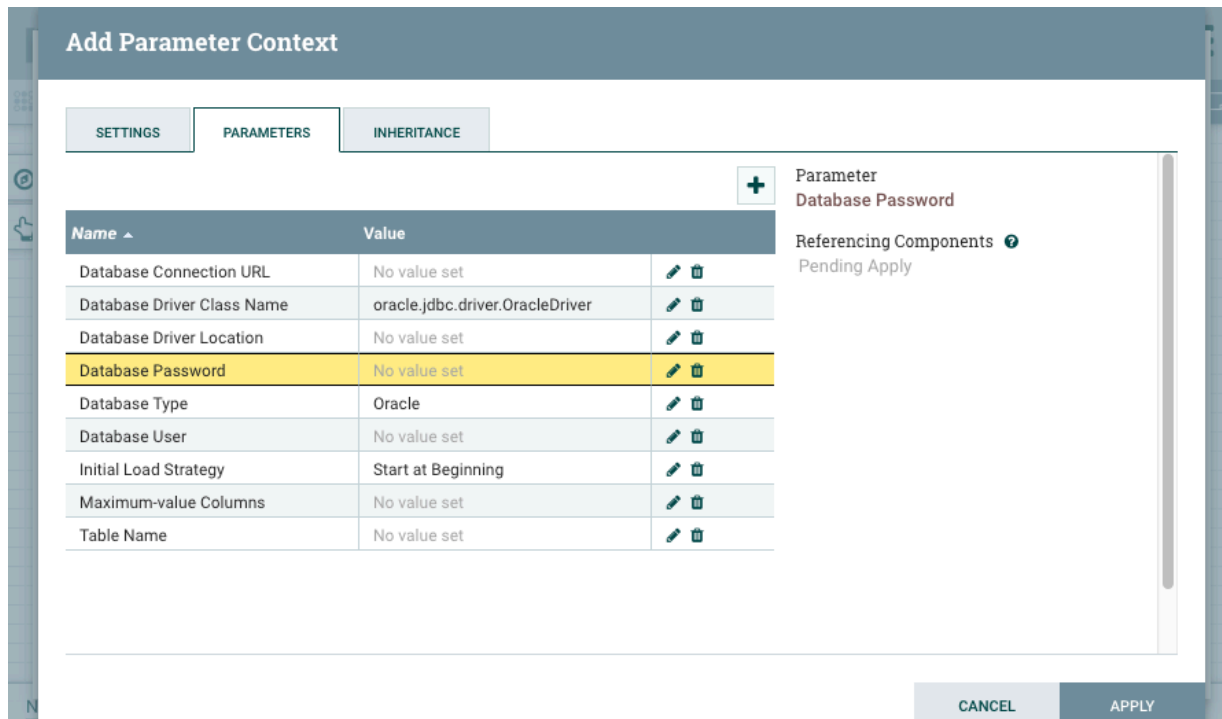 Add Parameter Context
SETTINGS
PARAMETERS
INHERITANCE
Parameter
Database Password
Referencing Components
Pending Apply
Name Value
Database Connection URL No value set
Database Driver Class Name oracle.jdbc.driver.OracleDriver
Database Driver Location No value set
Database Password No value set
Database Type Oracle
Database User No value set
Initial Load Strategy Start at Beginning
Maximum-value Columns No value set
Table Name No value set
CANCEL
APPLY